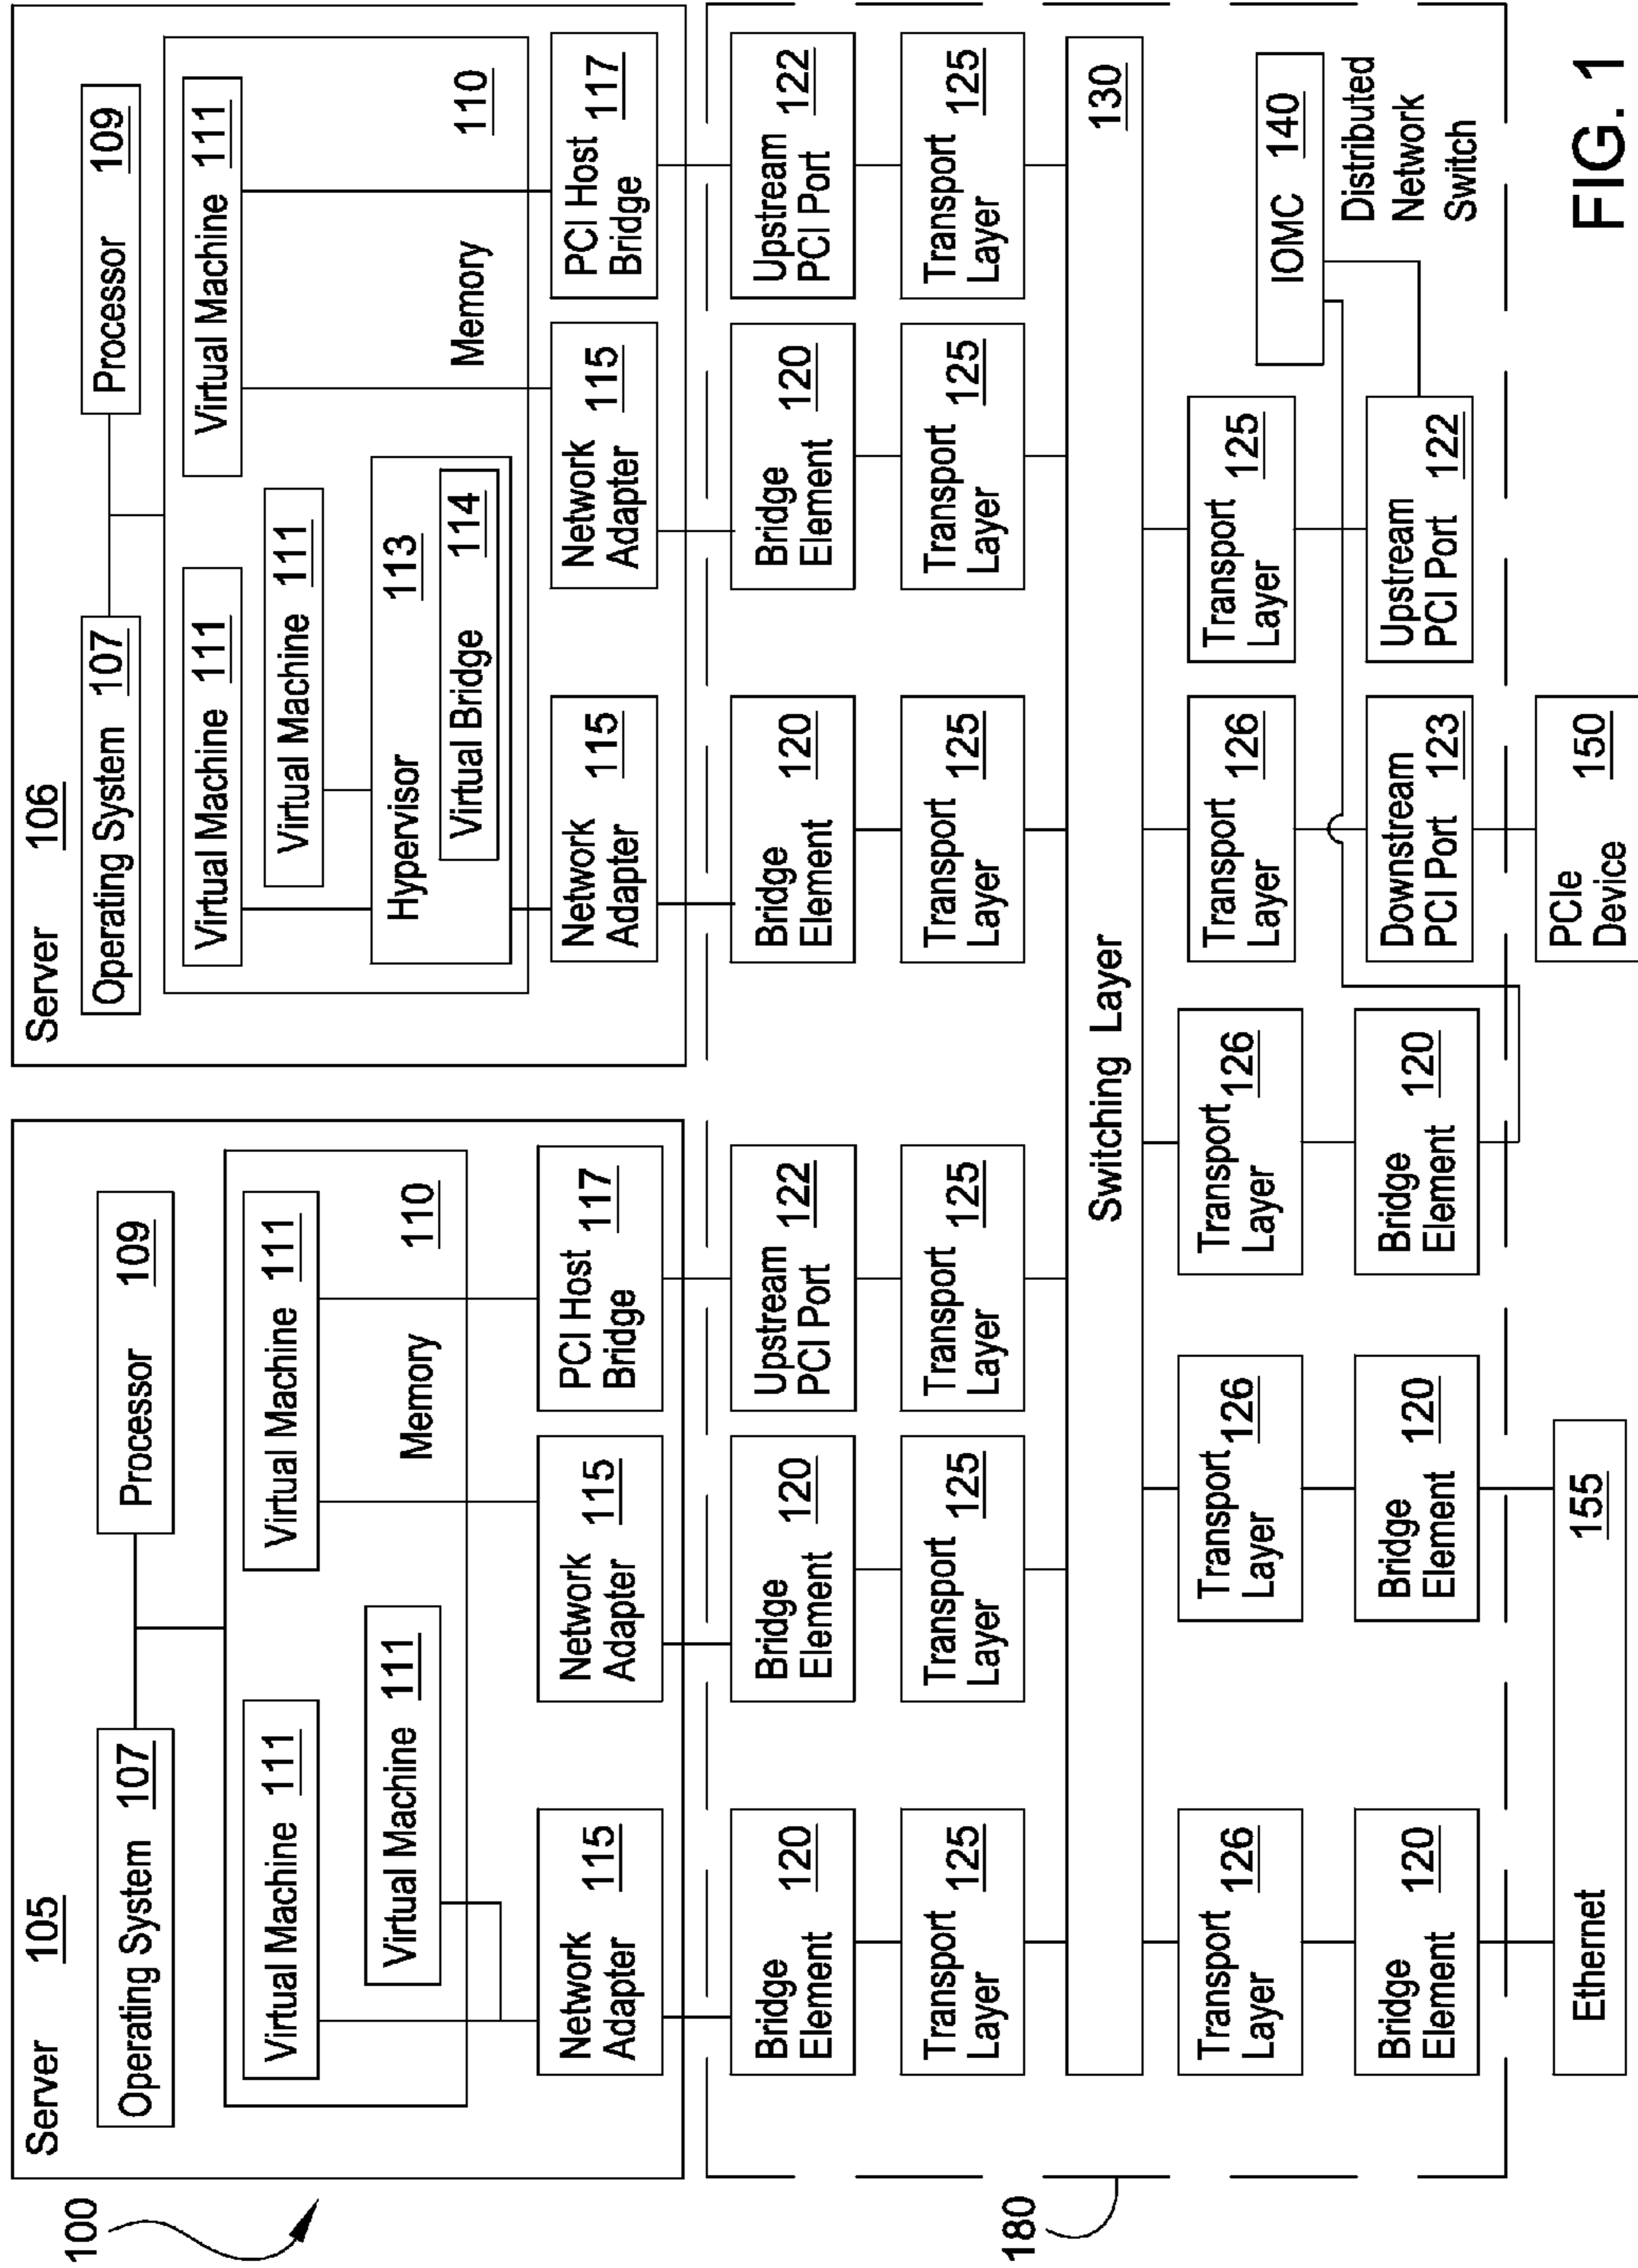 100
Server 105
Operating System 107
Processor 109
Virtual Machine 111
Virtual Machine 111
Virtual Machine 111
Memory 110
Network
Adapter 115
Network
Adapter 115
PCI Host
Bridge 117
Server 106
Operating System 107
Processor 109
Virtual Machine 111
Virtual Machine 111
Virtual Machine 111
Hypervisor 113
Virtual Bridge 114
Memory 110
Network
Adapter 115
Network
Adapter 115
PCI Host
Bridge 117
180
Bridge
Element 120
Bridge
Element 120
Upstream
PCI Port 122
Bridge
Element 120
Bridge
Element 120
Upstream
PCI Port 122
Transport
Layer 125
Transport
Layer 125
Transport
Layer 125
Transport
Layer 125
Transport
Layer 125
Transport
Layer 125
Switching Layer 130
Transport
Layer 126
Transport
Layer 126
Transport
Layer 126
Transport
Layer 126
Transport
Layer 125
IOMC 140
Bridge
Element 120
Bridge
Element 120
Bridge
Element 120
Downstream
PCI Port 123
Upstream
PCI Port 122
Distributed
Network
Switch
Ethernet 155
PCIe
Device 150
FIG. 1